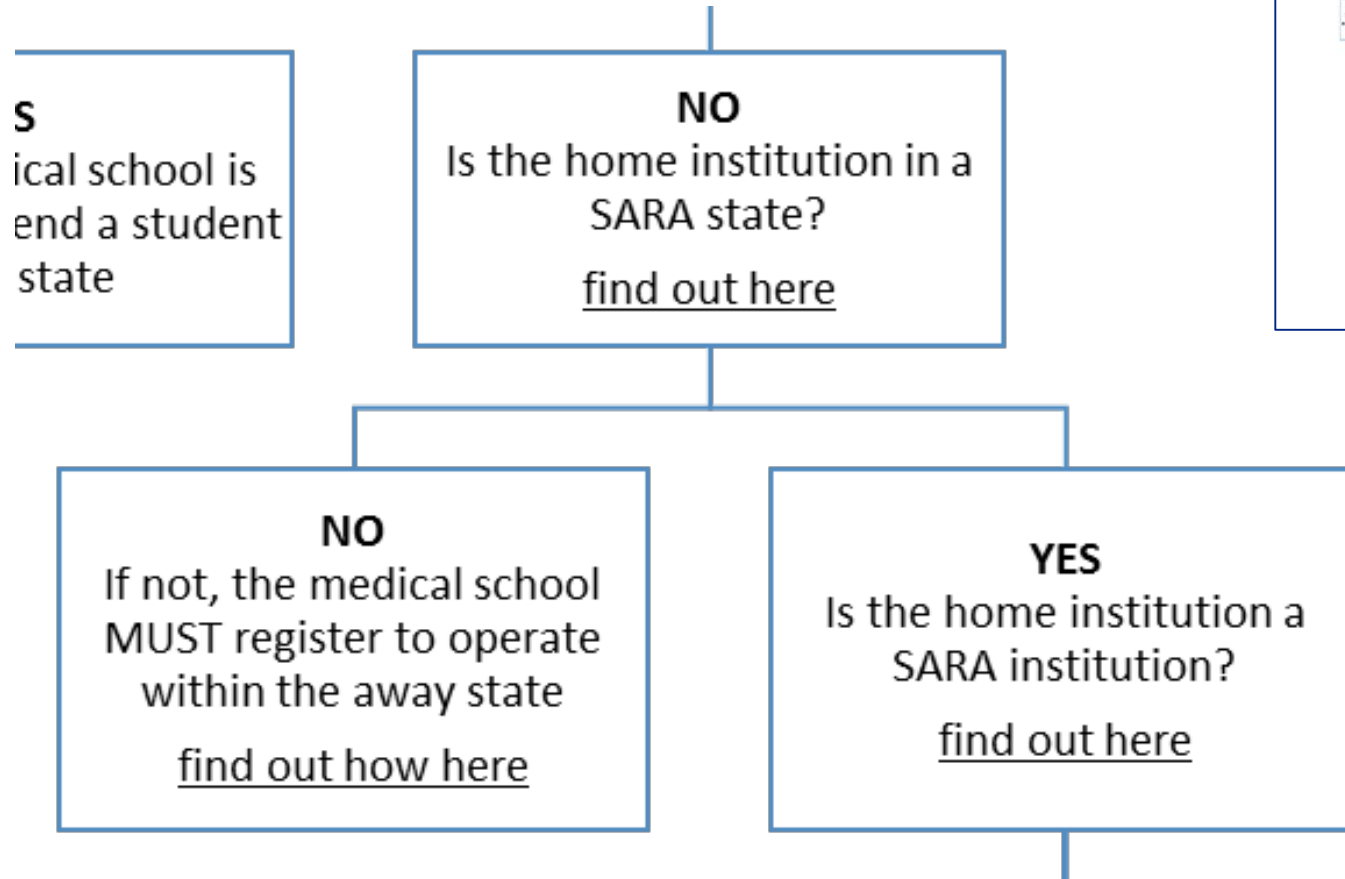 S
ical school is
end a student
state
NO
Is the home institution in a
SARA state?
find out here
NO
If not, the medical school
MUST register to operate
within the away state
find out how here
YES
Is the home institution a
SARA institution?
find out here